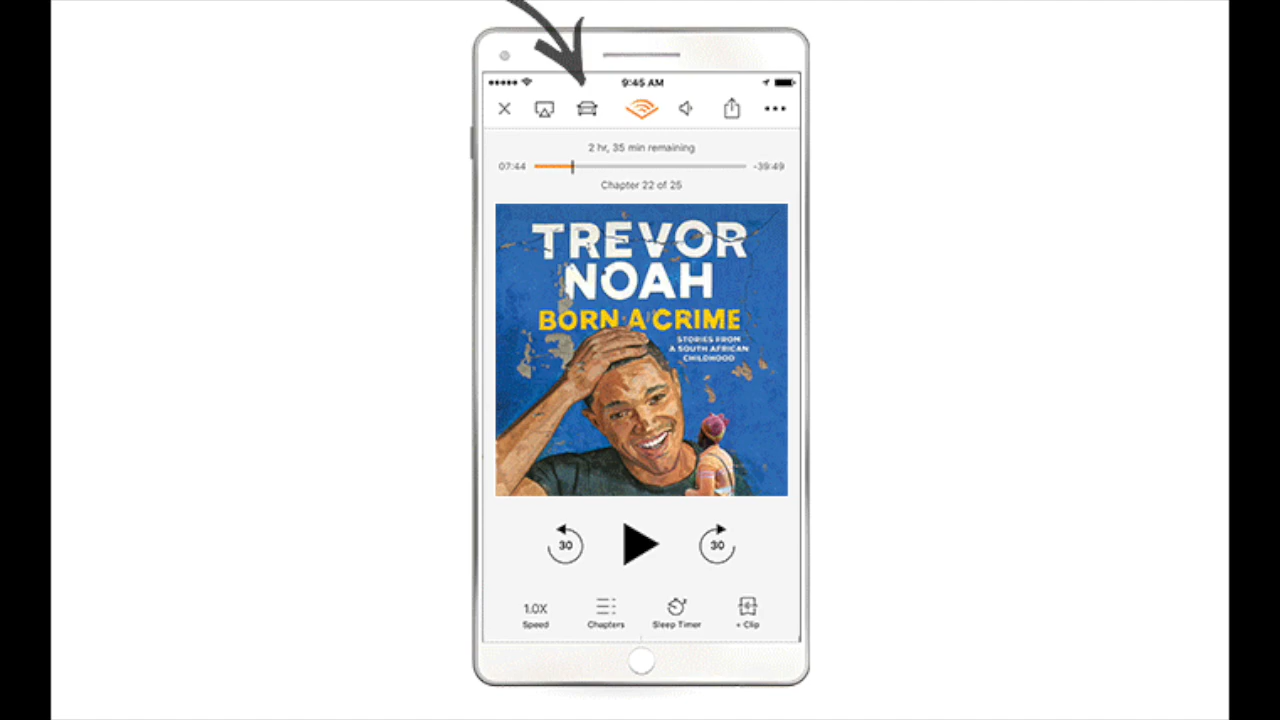 9:45 AM
2 hr, 35 min remaining
07:44
-39:49
Chapter 22 of 25
TREVOR
NOAH
BORN A CRIME
STORIES FROM
A SOUTH AFRICAN
CHILDHOOD
30
30
1.0X
Speed
Chapters
Sleep Timer
+ Clip